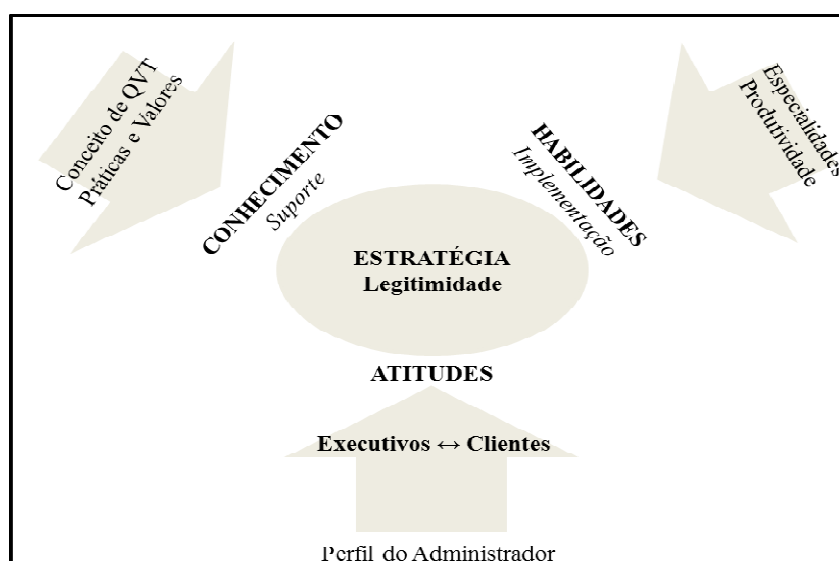 Conceito de QVT
Práticas e Valores
CONHECIMENTO
Suporte
Especialidades
Produtividade
HABILIDADES
Implementação
ESTRATÉGIA
Legitimidade
ATITUDES
Executivos ↔ Clientes
Perfil do Administrador